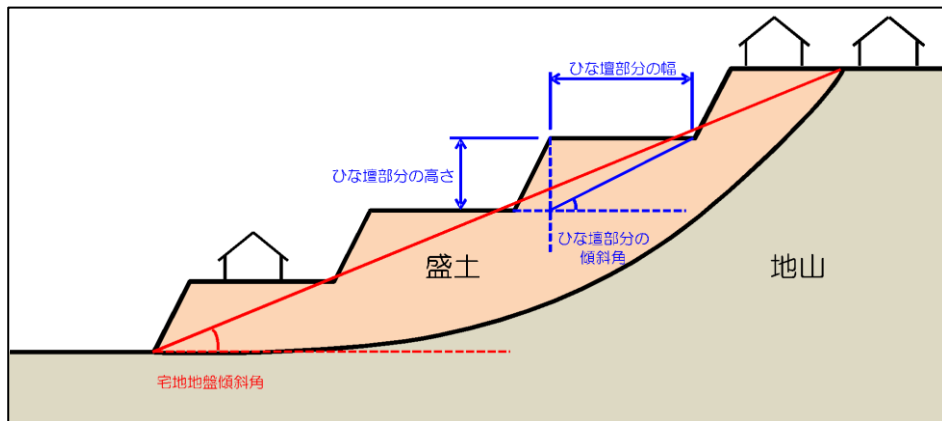 ひな壇部分の幅
ひな壇部分の高さ
ひな壇部分の
傾斜角
盛土
地山
宅地地盤傾斜角